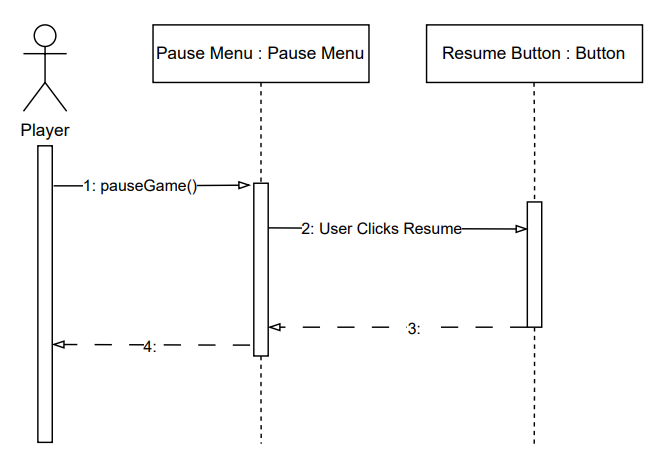 Pause Menu : Pause Menu
Resume Button : Button
Player
1: pauseGame()
2: User Clicks Resume
3:
4: